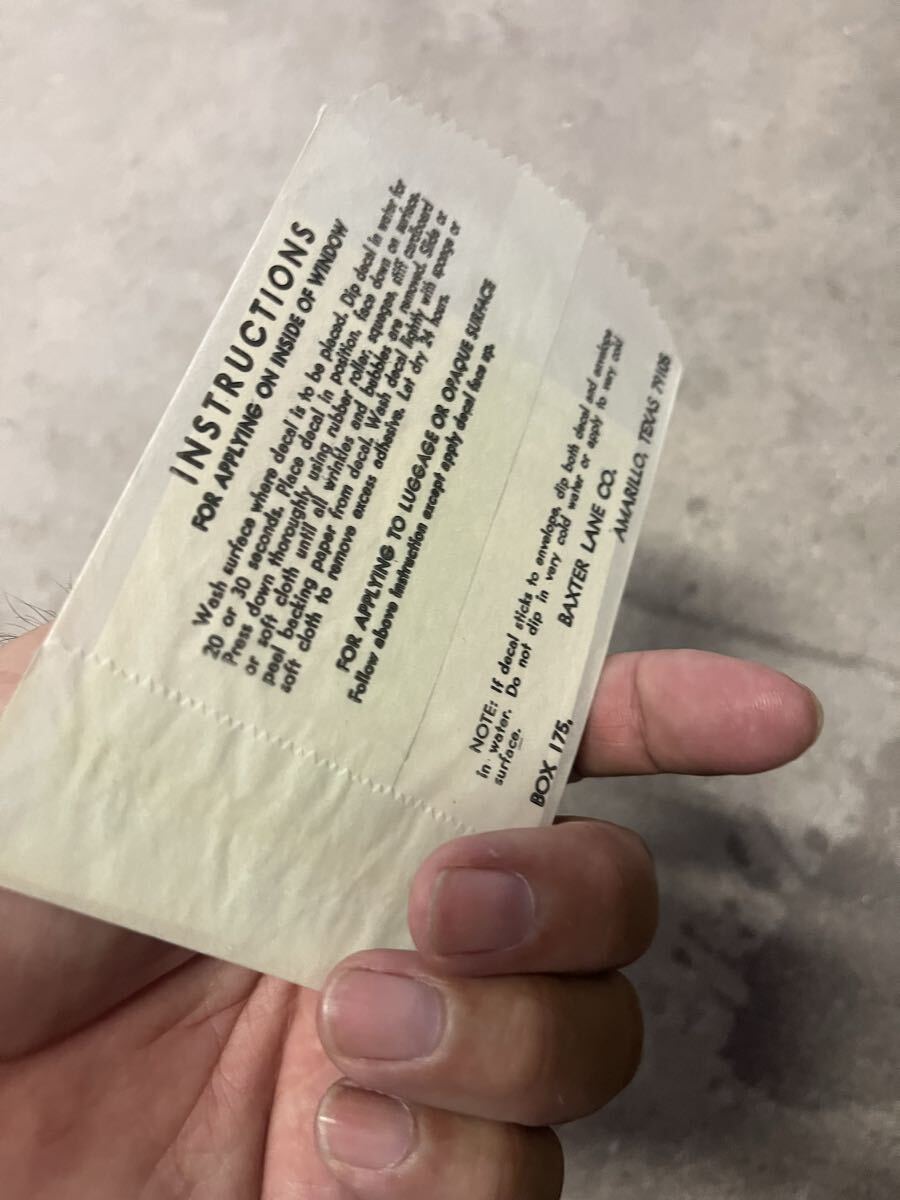 INSTRUCTIONS
FOR APPLYING ON INSIDE OF WINDOW
Wash surface where decal is to be placed. Dip decal in water for
20 or 30 seconds. Place decal in position, face down on surface.
Press down thoroughly using rubber roller, squeegee, stiff cardboard
or soft cloth until all wrinkles and bubbles are removed. Slide or
peel backing paper from decal. Wash decal lightly with sponge or
soft cloth to remove excess adhesive. Let dry 24 hours.
FOR APPLYING TO LUGGAGE OR OPAQUE SURFACE
Follow above instruction except apply decal face up.
NOTE: If decal sticks to envelope, dip both decal and envelope
in water. Do not dip in very cold water or apply to very cold
surface.
BAXTER LANE CO.
BOX 175, AMARILLO, TEXAS 79105